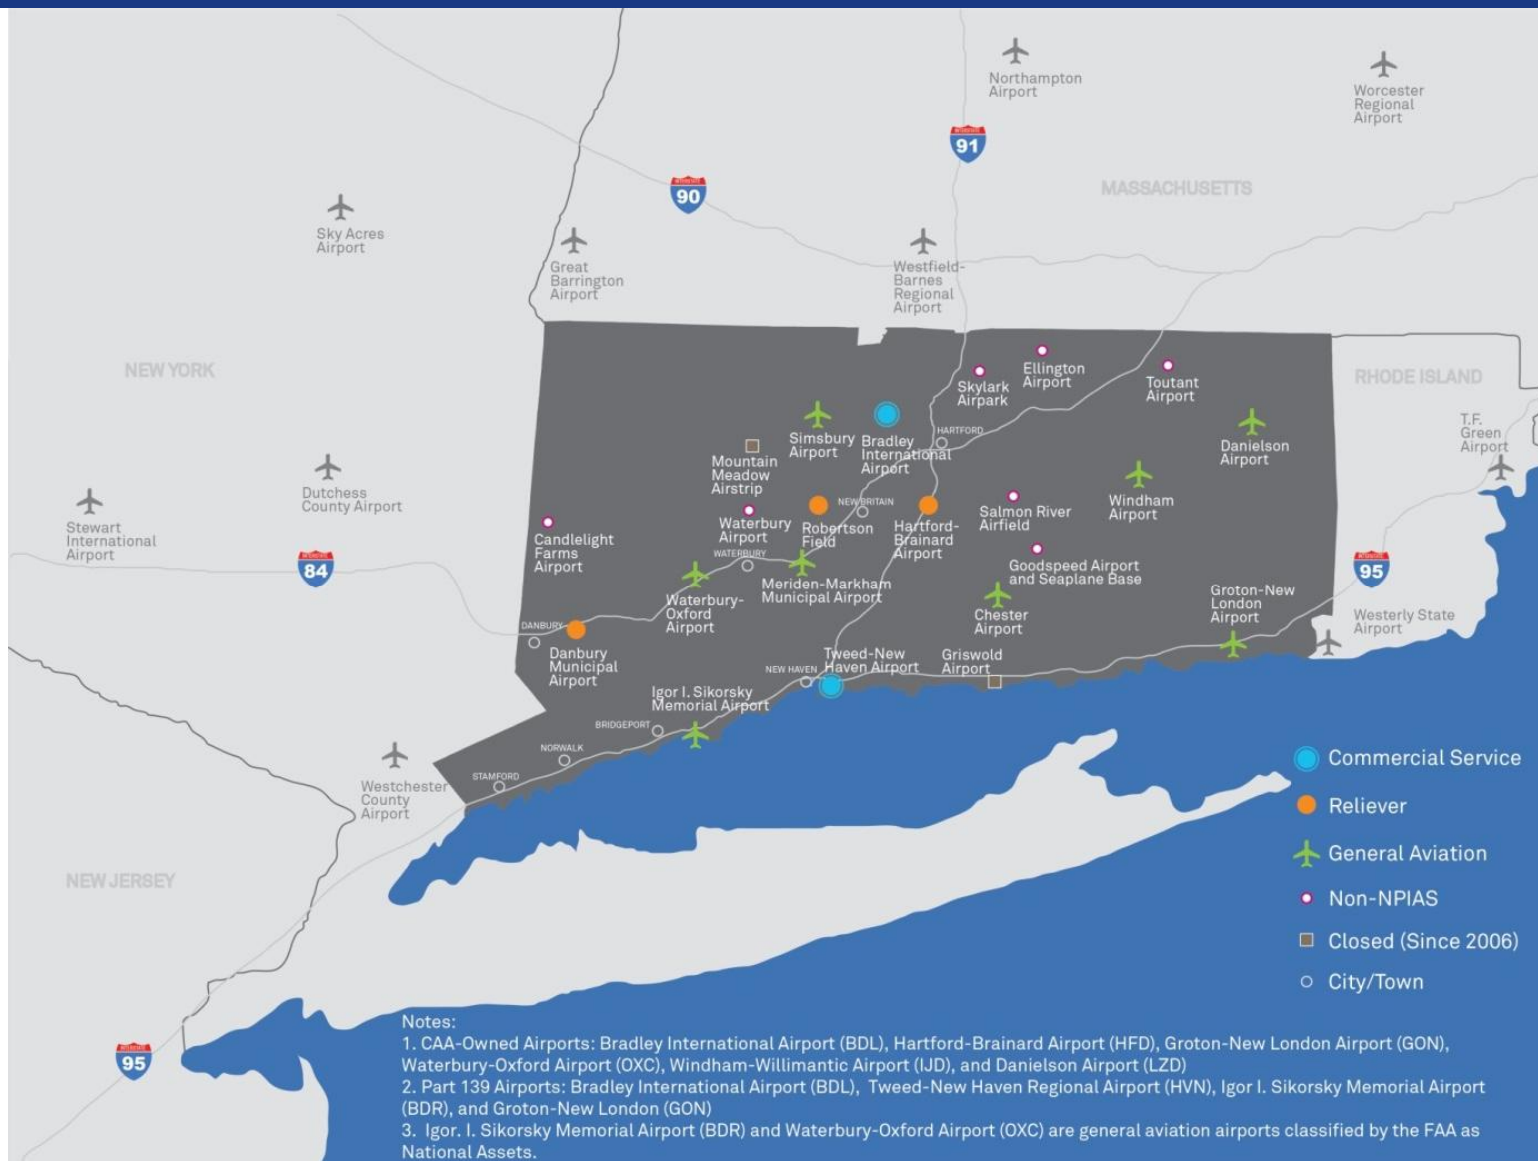 Northampton
Airport
Worcester
Regional
Airport
INTERSTATE
91
INTERSTATE
90
MASSACHUSETTS
Sky Acres
Airport
Great
Barrington
Airport
Westfield-
Barnes
Regional
Airport
NEW YORK
RHODE ISLAND
Skylark
Airpark
Ellington
Airport
Toutant
Airport
T.F.
Green
Airport
Simsbury
Airport
Bradley
International
Airport
HARTFORD
Danielson
Airport
Mountain
Meadow
Airstrip
Dutchess
County Airport
Stewart
International
Airport
Windham
Airport
NEW BRITAIN
Candlelight
Farms
Airport
Waterbury
Airport
Robertson
Field
Hartford-
Brainard
Airport
Salmon River
Airfield
WATERBURY
INTERSTATE
84
Goodspeed Airport
and Seaplane Base
INTERSTATE
95
Meriden-Markham
Municipal Airport
Waterbury-
Oxford
Airport
Chester
Airport
Groton-New
London
Airport
Westerly State
Airport
DANBURY
Danbury
Municipal
Airport
NEW HAVEN
Tweed-New
Haven Airport
Griswold
Airport
Igor I. Sikorsky
Memorial Airport
BRIDGEPORT
NORWALK
STAMFORD
Westchester
County
Airport
NEW JERSEY
Commercial Service
Reliever
General Aviation
Non-NPIAS
Closed (Since 2006)
City/Town
INTERSTATE
95
Notes:
1. CAA-Owned Airports: Bradley International Airport (BDL), Hartford-Brainard Airport (HFD), Groton-New London Airport (GON),
Waterbury-Oxford Airport (OXC), Windham-Willimantic Airport (IJD), and Danielson Airport (LZD)
2. Part 139 Airports: Bradley International Airport (BDL), Tweed-New Haven Regional Airport (HVN), Igor I. Sikorsky Memorial Airport
(BDR), and Groton-New London (GON)
3. Igor. I. Sikorsky Memorial Airport (BDR) and Waterbury-Oxford Airport (OXC) are general aviation airports classified by the FAA as
National Assets.